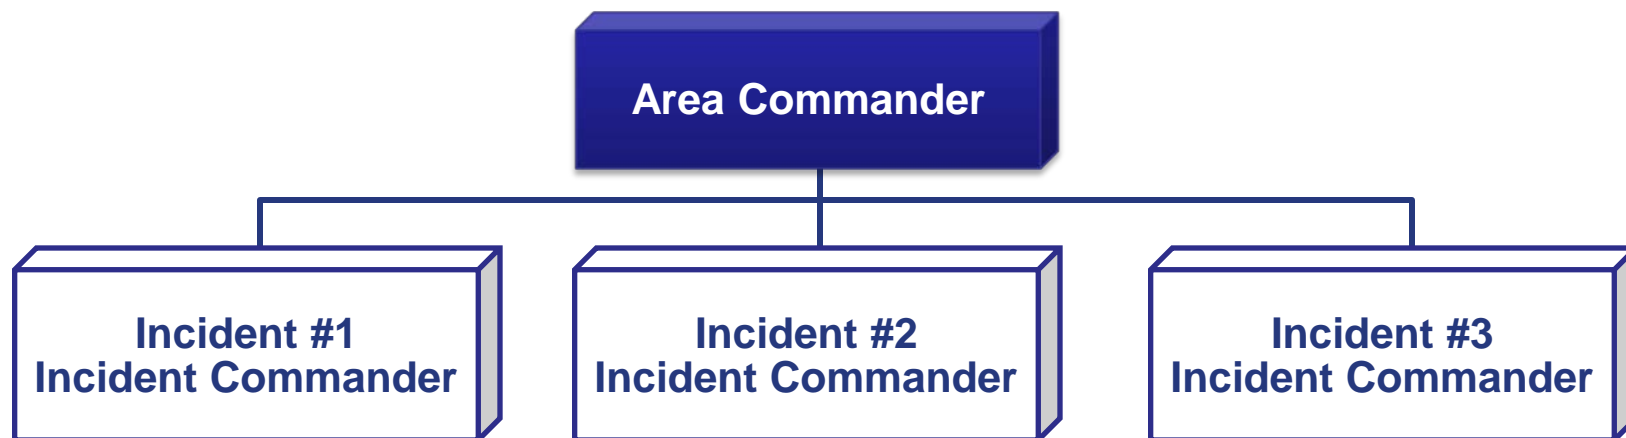 Area Commander
Incident #1
Incident Commander
Incident #2
Incident Commander
Incident #3
Incident Commander